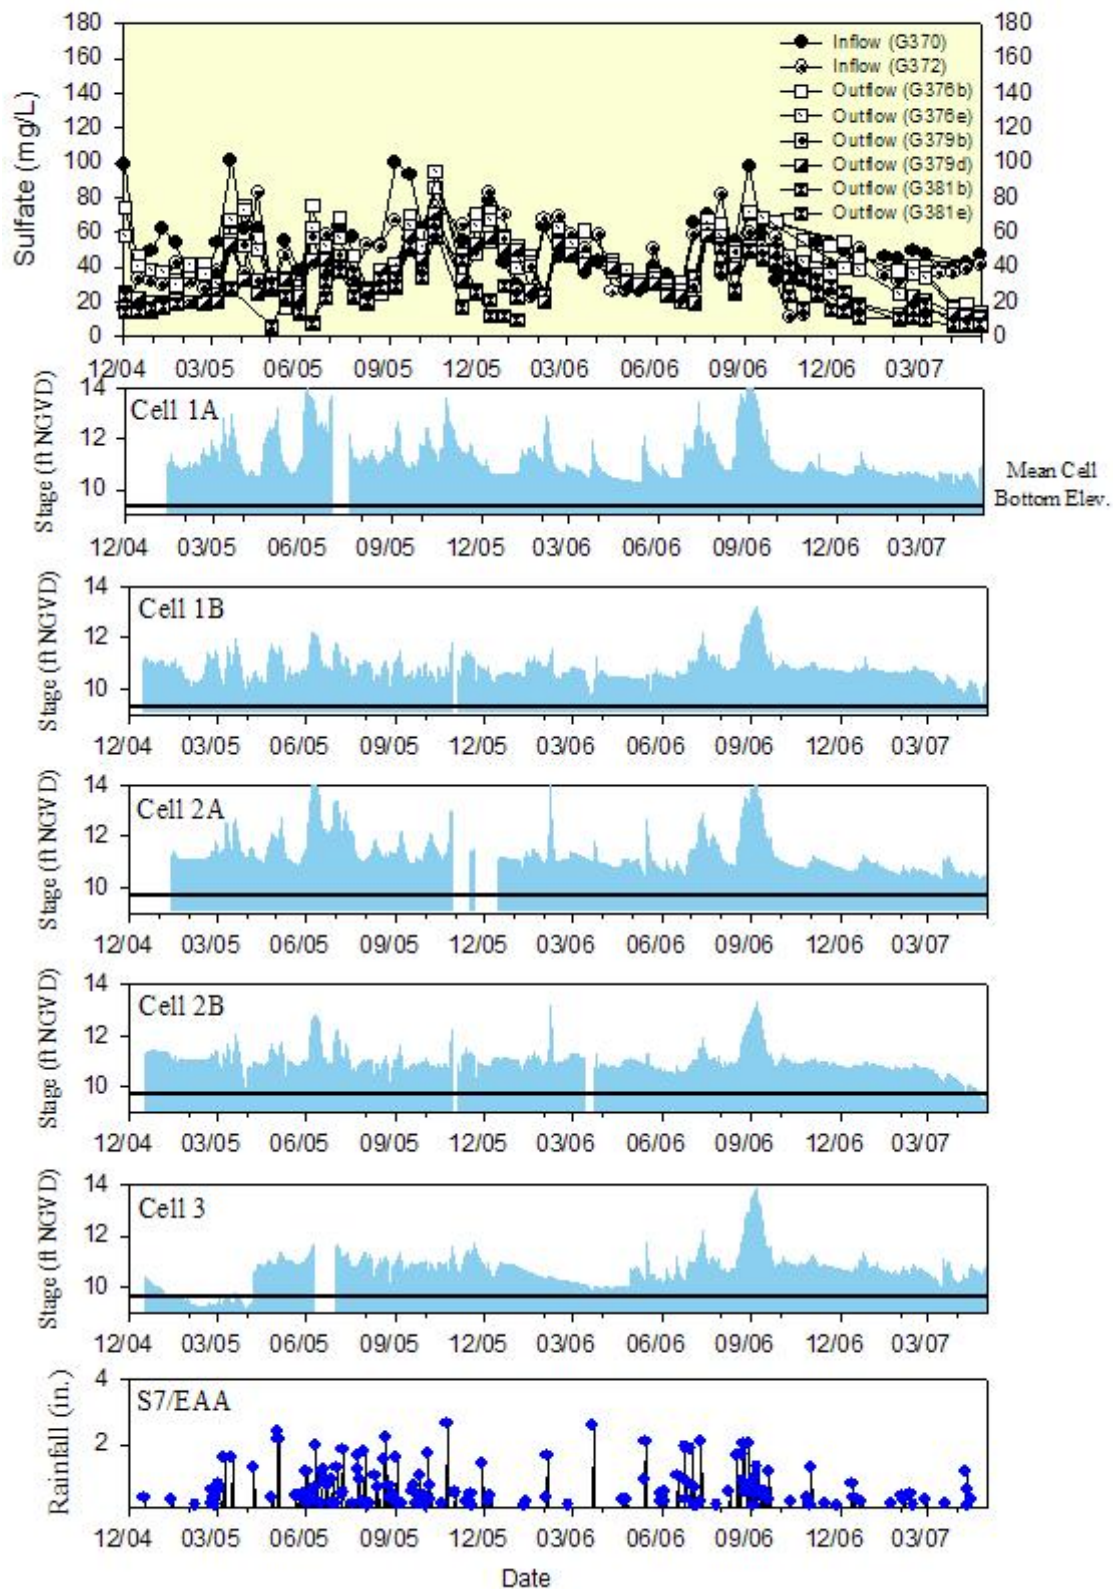 180 180
160 160
140 140
120 120
100 100
80 80
60 60
40 40
20 20
0 0
Sulfate (mg/L)
Inflow (G370)
Inflow (G372)
Outflow (G376b)
Outflow (G376e)
Outflow (G379b)
Outflow (G379d)
Outflow (G381b)
Outflow (G381e)
12/04 03/05 06/05 09/05 12/05 03/06 06/06 09/06 12/06 03/07
Stage (ft NGVD)
14
12
10
Cell 1A
Mean Cell
Bottom Elev.
12/04 03/05 06/05 09/05 12/05 03/06 06/06 09/06 12/06 03/07
Stage (ft NGVD)
14
12
10
Cell 1B
12/04 03/05 06/05 09/05 12/05 03/06 06/06 09/06 12/06 03/07
Stage (ft NGVD)
14
12
10
Cell 2A
12/04 03/05 06/05 09/05 12/05 03/06 06/06 09/06 12/06 03/07
Stage (ft NGVD)
14
12
10
Cell 2B
12/04 03/05 06/05 09/05 12/05 03/06 06/06 09/06 12/06 03/07
Stage (ft NGVD)
14
12
10
Cell 3
12/04 03/05 06/05 09/05 12/05 03/06 06/06 09/06 12/06 03/07
Rainfall (in.)
4
2
S7/EAA
12/04 03/05 06/05 09/05 12/05 03/06 06/06 09/06 12/06 03/07
Date